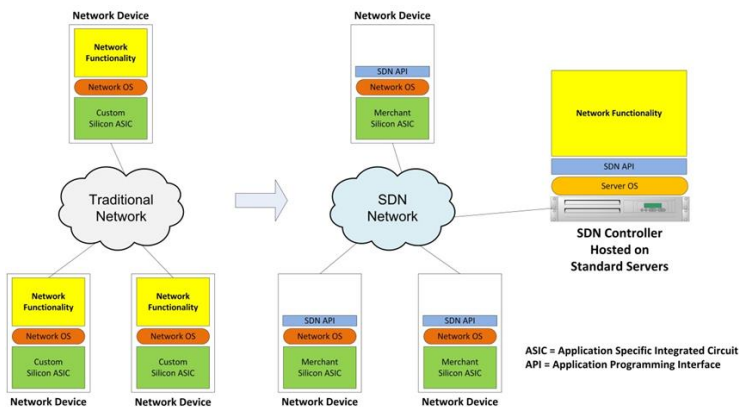 Network Device
Network
Functionality
Network OS
Custom
Silicon ASIC
Traditional
Network
Network
Functionality
Network OS
Custom
Silicon ASIC
Network Device
Network
Functionality
Network OS
Custom
Silicon ASIC
Network Device
Network Device
SDN API
Network OS
Merchant
Silicon ASIC
SDN
Network
SDN API
Network OS
Merchant
Silicon ASIC
Network Device
SDN API
Network OS
Merchant
Silicon ASIC
Network Device
Network Functionality
SDN API
Server OS
SDN Controller
Hosted on
Standard Servers
ASIC = Application Specific Integrated Circuit
API = Application Programming Interface